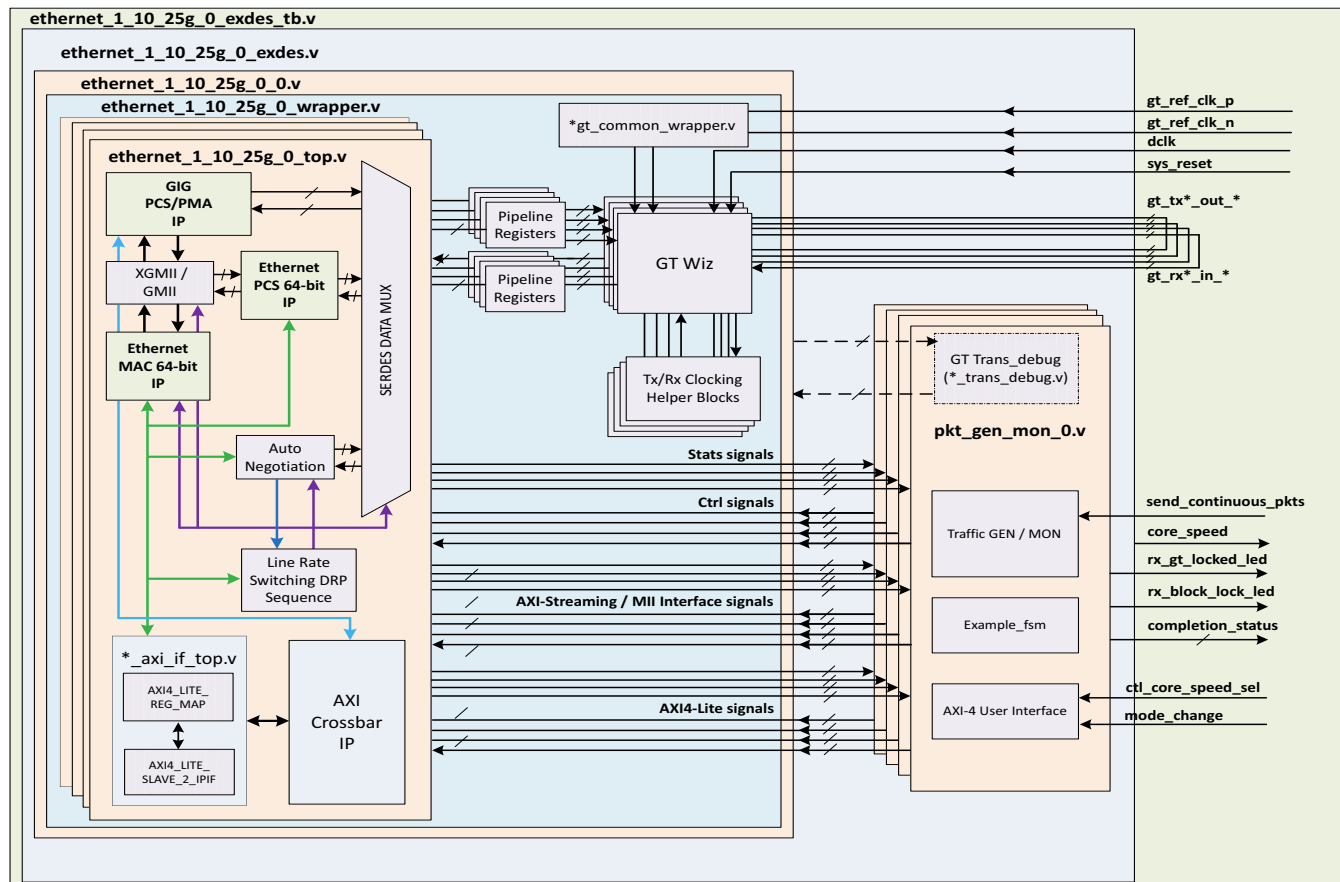 ethernet_1_10_25g_0_exdes_tb.v
ethernet_1_10_25g_0_exdes.v
ethernet_1_10_25g_0_0.v
ethernet_1_10_25g_0_wrapper.v
ethernet_1_10_25g_0_top.v
GIG
PCS/PMA
IP
XGMII /
GMII
Ethernet
PCS 64-bit
IP
Ethernet
MAC 64-bit
IP
SERDES DATA MUX
Auto
Negotiation
Line Rate
Switching DRP
Sequence
*_axi_if_top.v
AXI4_LITE_
REG_MAP
AXI4_LITE_
SLAVE_2_IPIF
AXI
Crossbar
IP
*gt_common_wrapper.v
Pipeline
Registers
Pipeline
Registers
GT Wiz
Tx/Rx Clocking
Helper Blocks
Stats signals
Ctrl signals
AXI-Streaming / MII Interface signals
AXI4-Lite signals
GT Trans_debug
(*_trans_debug.v)
pkt_gen_mon_0.v
Traffic GEN / MON
Example_fsm
AXI-4 User Interface
gt_ref_clk_p
gt_ref_clk_n
dclk
sys_reset
gt_tx*_out_*
gt_rx*_in_*
send_continuous_pkts
core_speed
rx_gt_locked_led
rx_block_lock_led
completion_status
ctl_core_speed_sel
mode_change